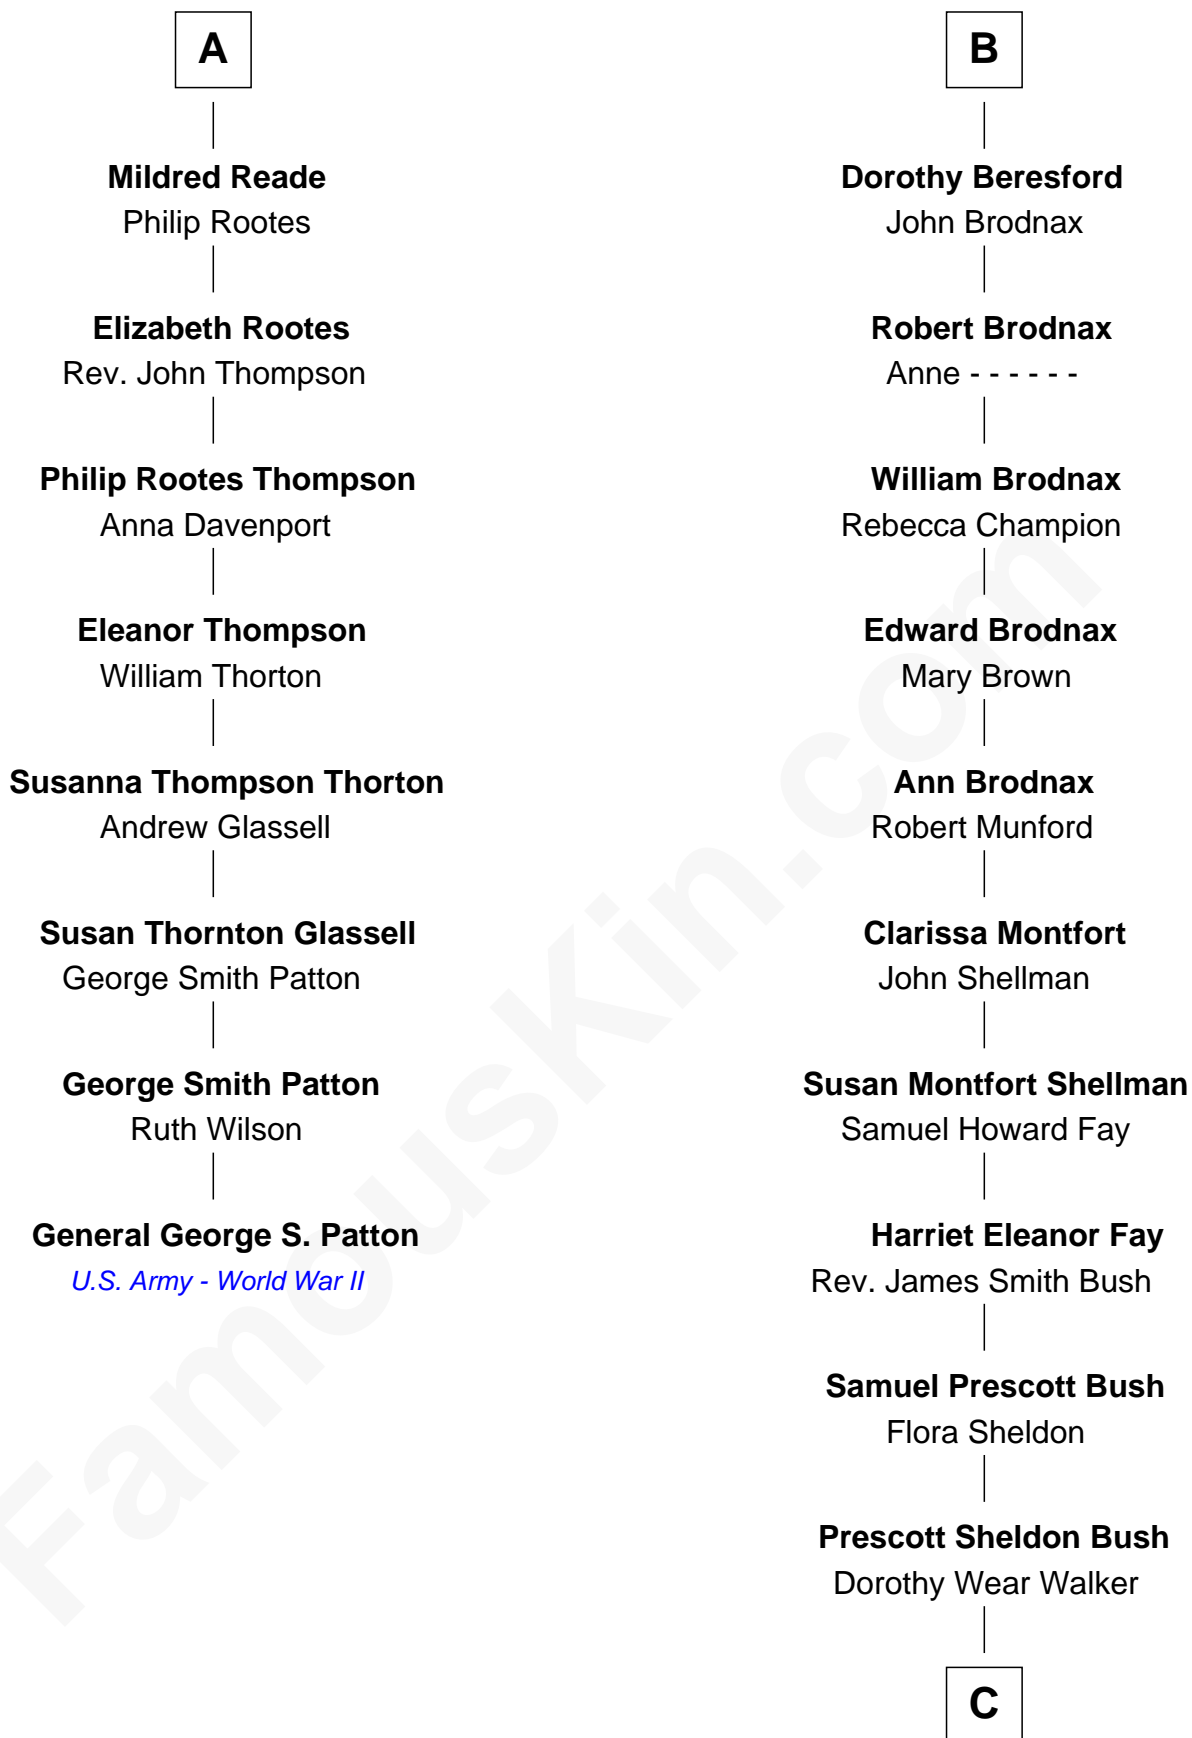 A
Mildred Reade
Philip Rootes
Elizabeth Rootes
Rev. John Thompson
Philip Rootes Thompson
Anna Davenport
Eleanor Thompson
William Thorton
Susanna Thompson Thorton
Andrew Glassell
Susan Thornton Glassell
George Smith Patton
George Smith Patton
Ruth Wilson
General George S. Patton
U.S. Army - World War II
B
Dorothy Beresford
John Brodnax
Robert Brodnax
Anne - - - - - -
William Brodnax
Rebecca Champion
Edward Brodnax
Mary Brown
Ann Brodnax
Robert Munford
Clarissa Montfort
John Shellman
Susan Montfort Shellman
Samuel Howard Fay
Harriet Eleanor Fay
Rev. James Smith Bush
Samuel Prescott Bush
Flora Sheldon
Prescott Sheldon Bush
Dorothy Wear Walker
C
FamousKin.com